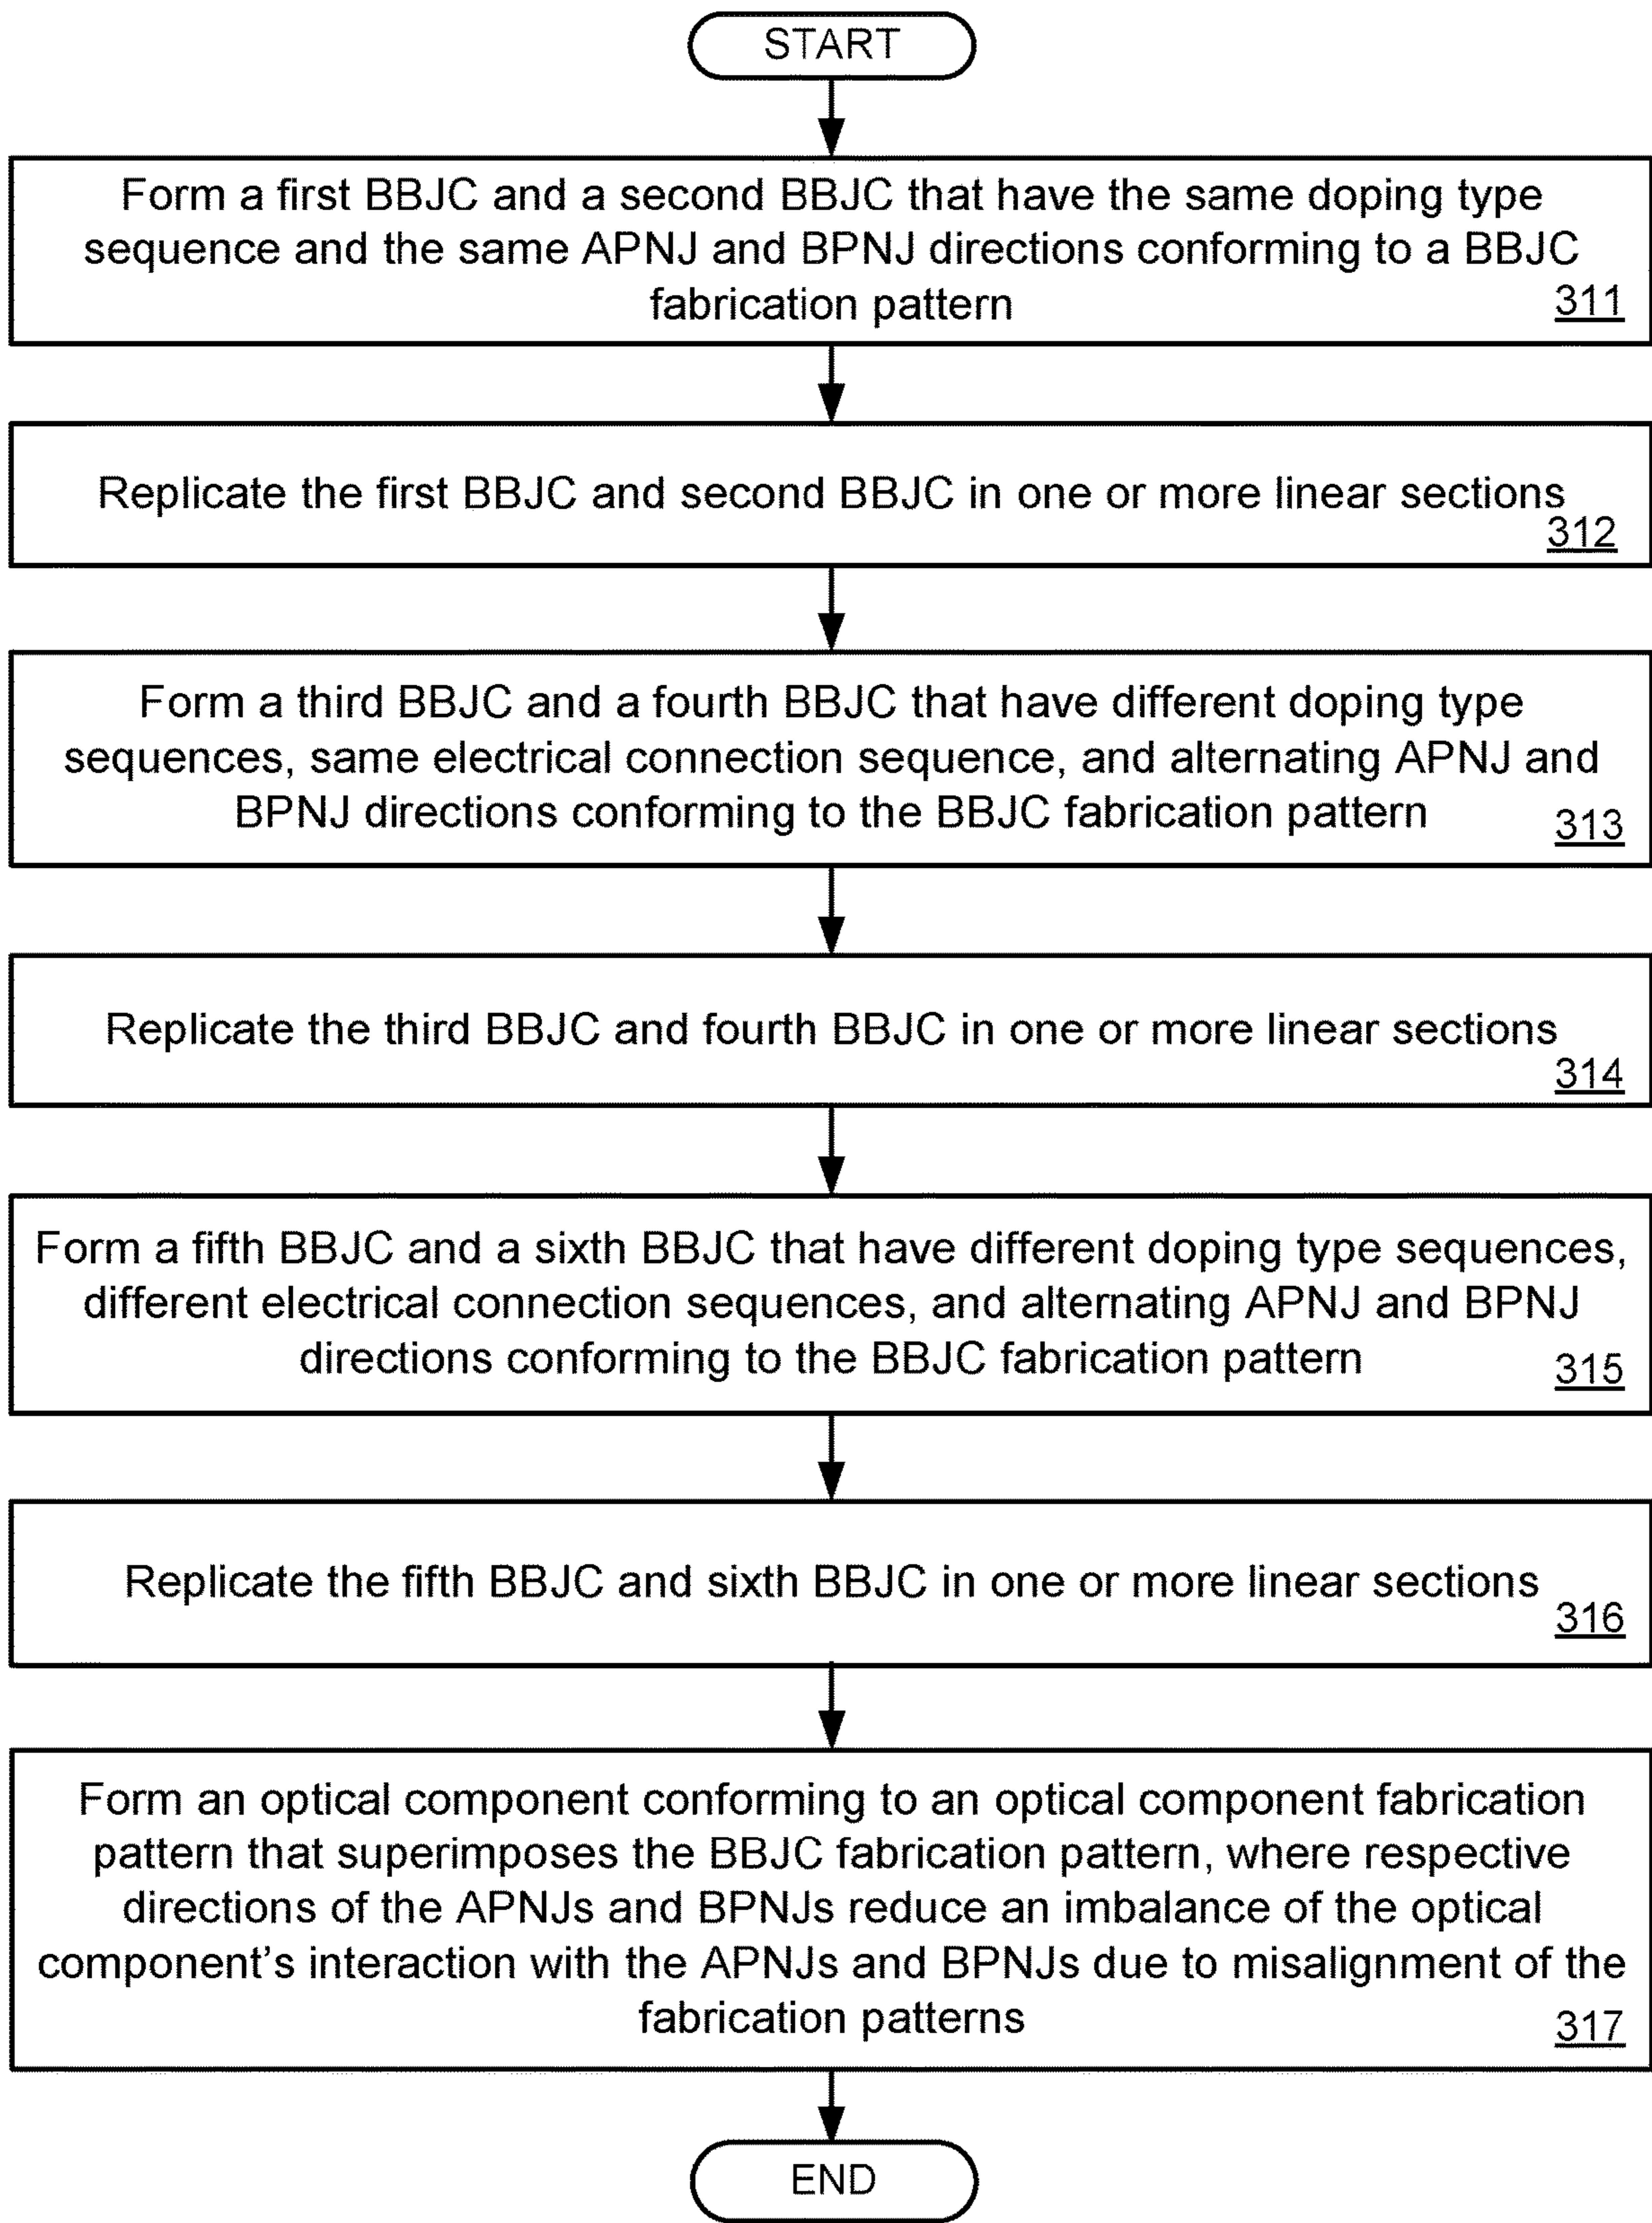 START
Form a first BBJC and a second BBJC that have the same doping type
sequence and the same APNJ and BPNJ directions conforming to a BBJC
fabrication pattern
311
Replicate the first BBJC and second BBJC in one or more linear sections
312
Form a third BBJC and a fourth BBJC that have different doping type
sequences, same electrical connection sequence, and alternating APNJ and
BPNJ directions conforming to the BBJC fabrication pattern
313
Replicate the third BBJC and fourth BBJC in one or more linear sections
314
Form a fifth BBJC and a sixth BBJC that have different doping type sequences,
different electrical connection sequences, and alternating APNJ and BPNJ
directions conforming to the BBJC fabrication pattern
315
Replicate the fifth BBJC and sixth BBJC in one or more linear sections
316
Form an optical component conforming to an optical component fabrication
pattern that superimposes the BBJC fabrication pattern, where respective
directions of the APNJs and BPNJs reduce an imbalance of the optical
component's interaction with the APNJs and BPNJs due to misalignment of the
fabrication patterns
317
END